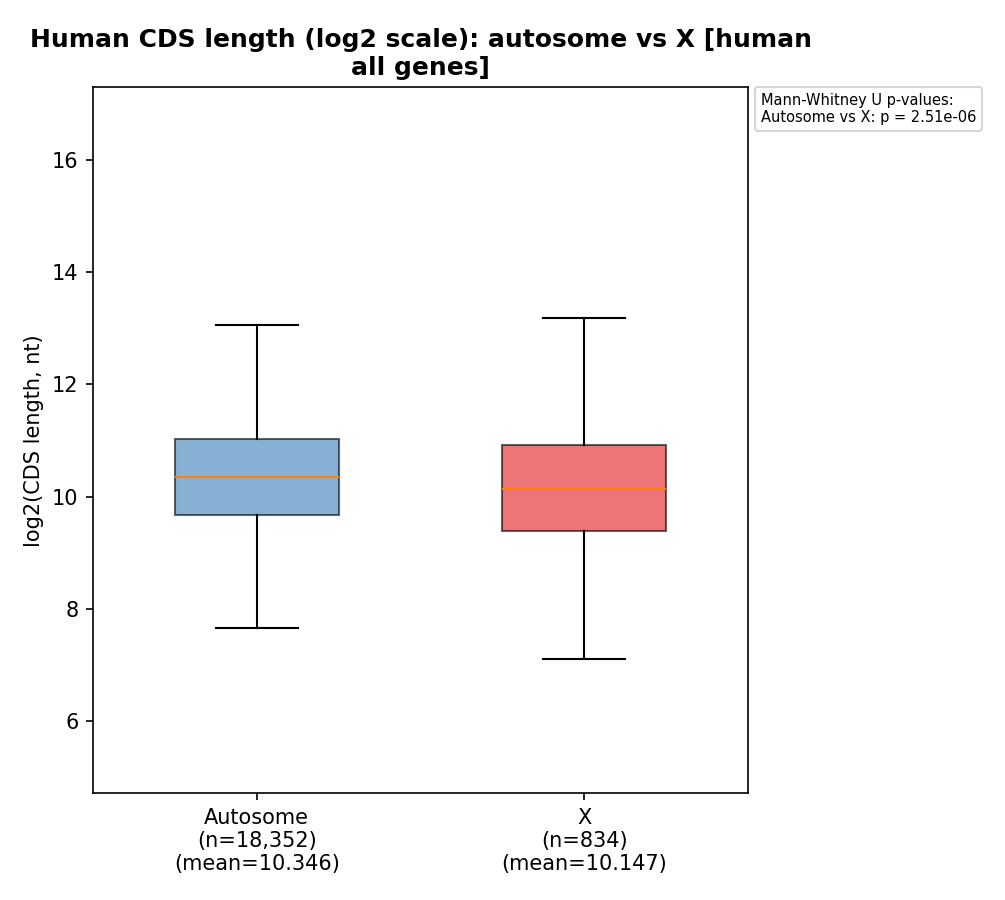 Human CDS length (log2 scale): autosome vs X [human
all genes]
Mann-Whitney U p-values:
Autosome vs X: p = 2.51e-06
log2(CDS length, nt)
16
14
12
10
8
6
Autosome
(n=18,352)
(mean=10.346)
X
(n=834)
(mean=10.147)